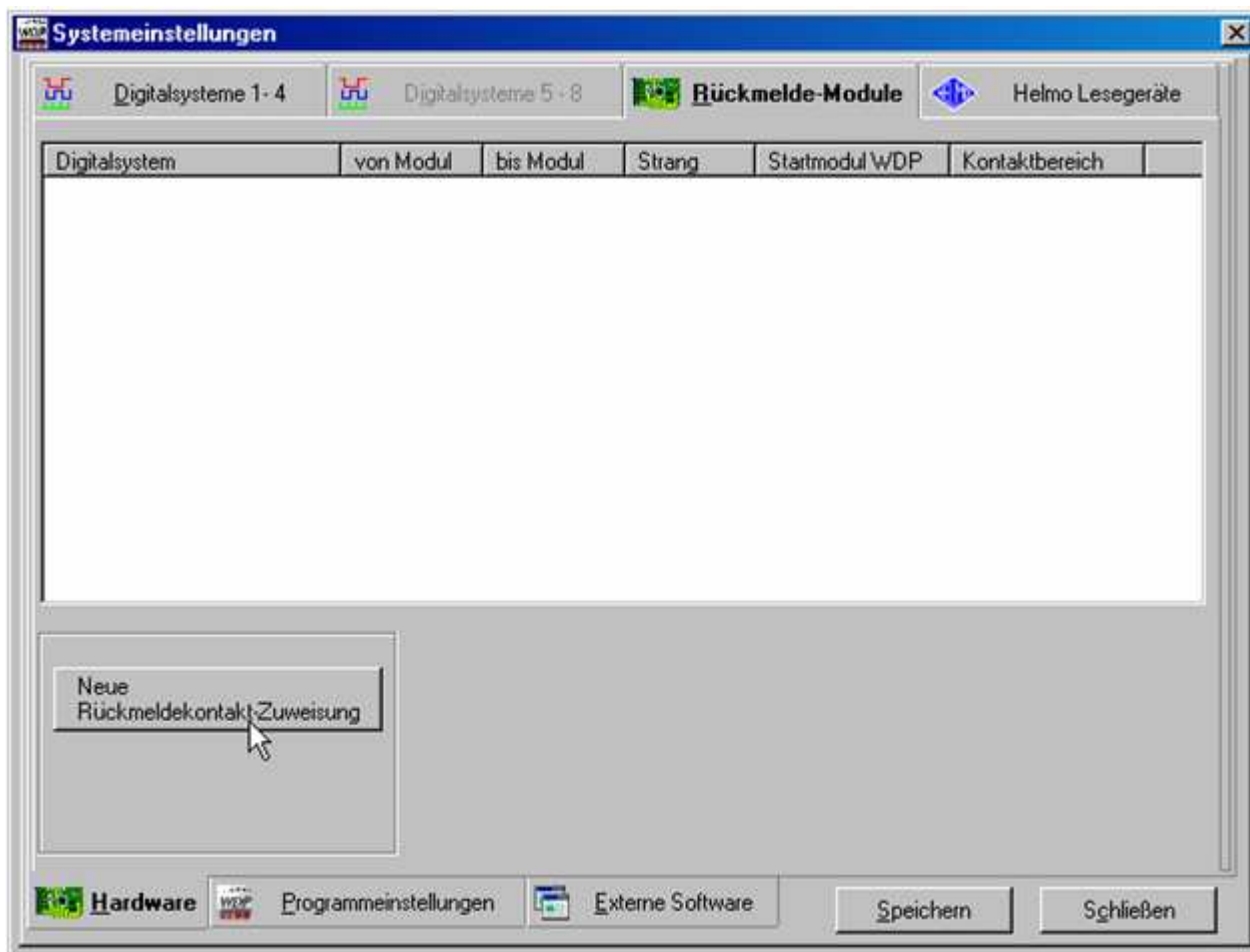 Systemeinstellungen
Digitalsysteme 1- 4
Digitalsysteme 5 - 8
Rückmelde-Module
Helmo Lesegeräte
Digitalsystem
von Modul
bis Modul
Strang
Startmodul WDP
Kontaktbereich
Neue
Rückmeldekontakt-Zuweisung
Hardware
Programmeinstellungen
Externe Software
Speichern
Schließen